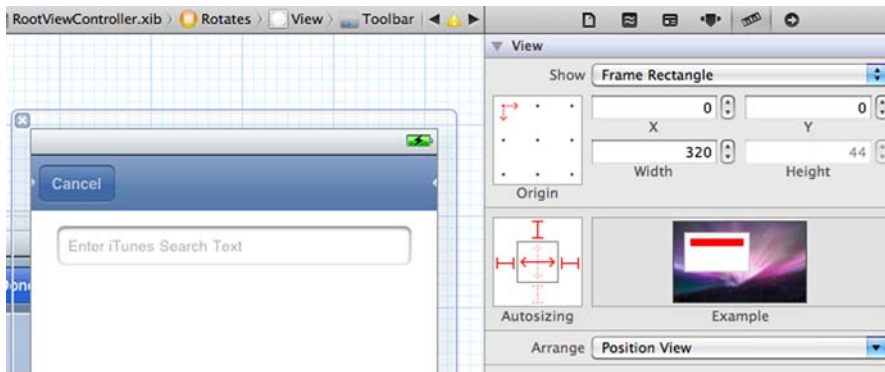 RootViewController.xib Rotates View Toolbar
View
Show Frame Rectangle
0 0
X Y
320 44
Width Height
Origin
Autosizing Example
Arrange Position View
Cancel
Enter iTunes Search Text